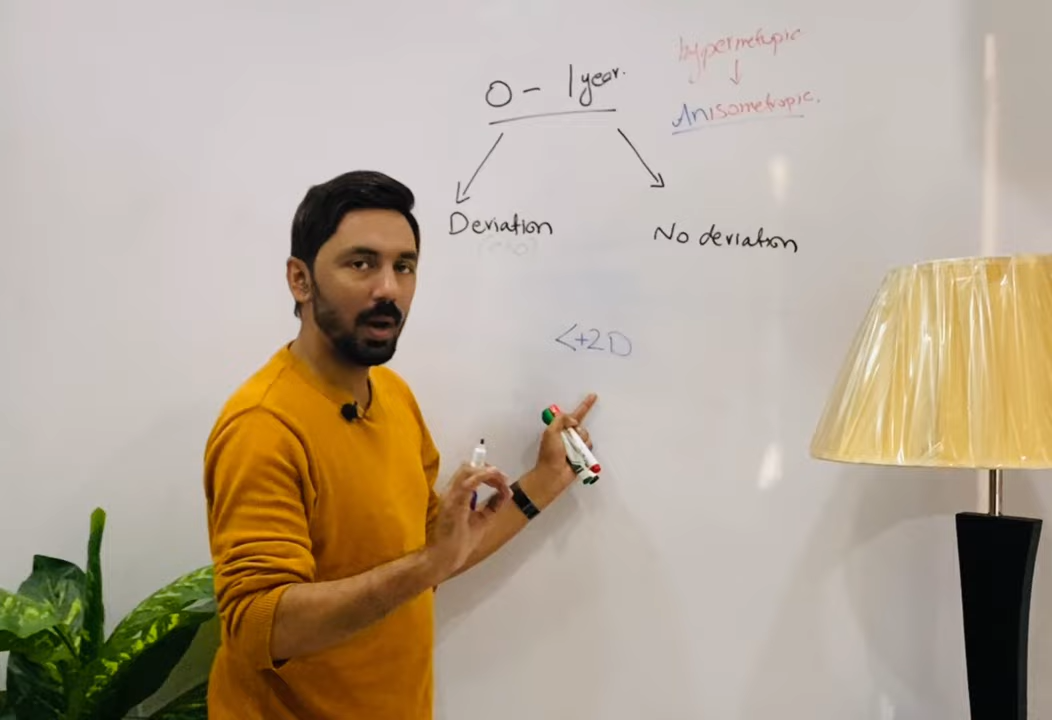 hypermetropic
↓
0 - 1 year.
Anisometropic.
Deviation
No deviation
<+2D